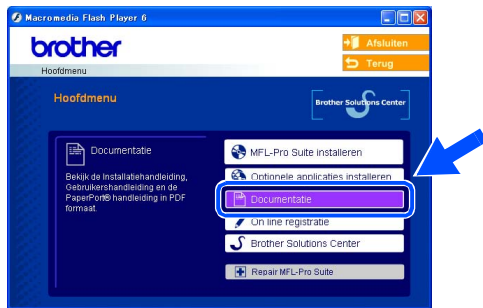 Macromedia Flash Player 6
brother
Afsluiten
Terug
Hoofdmenu
Hoofdmenu
Brother Solutions Center
Documentatie
Bekijk de Installatiehandleiding,
Gebruikershandleiding en de
PaperPort® handleiding in PDF
formaat.
MFL-Pro Suite installeren
Optionele applicaties installeren
Documentatie
On line registratie
Brother Solutions Center
Repair MFL-Pro Suite